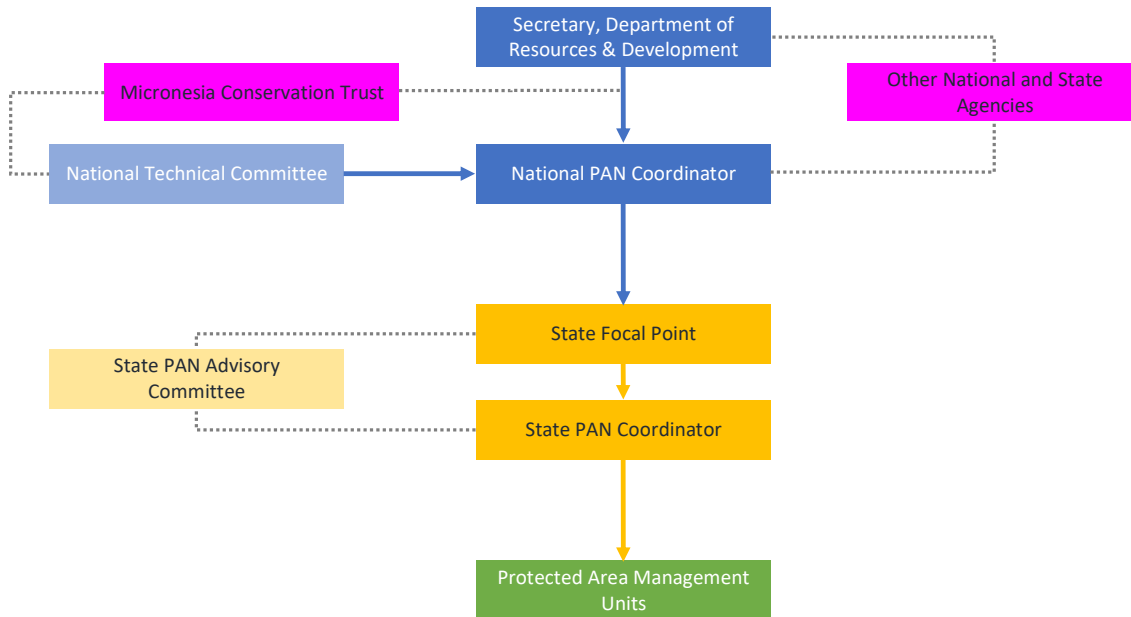 Secretary, Department of
Resources & Development
Micronesia Conservation Trust
Other National and State
Agencies
National Technical Committee
National PAN Coordinator
State Focal Point
State PAN Advisory
Committee
State PAN Coordinator
Protected Area Management
Units